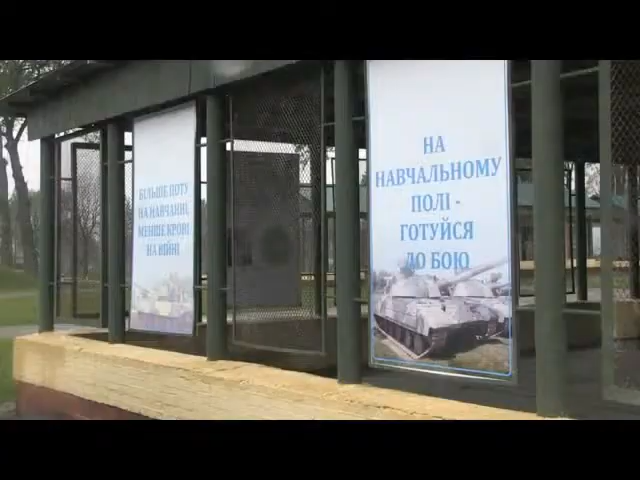 БІЛЬШЕ ПОТУ
НА НАВЧАННІ,
МЕНШЕ КРОВІ
НА ВІЙНІ
НА
НАВЧАЛЬНОМУ
ПОЛІ -
ГОТУЙСЯ
ДО БОЮ